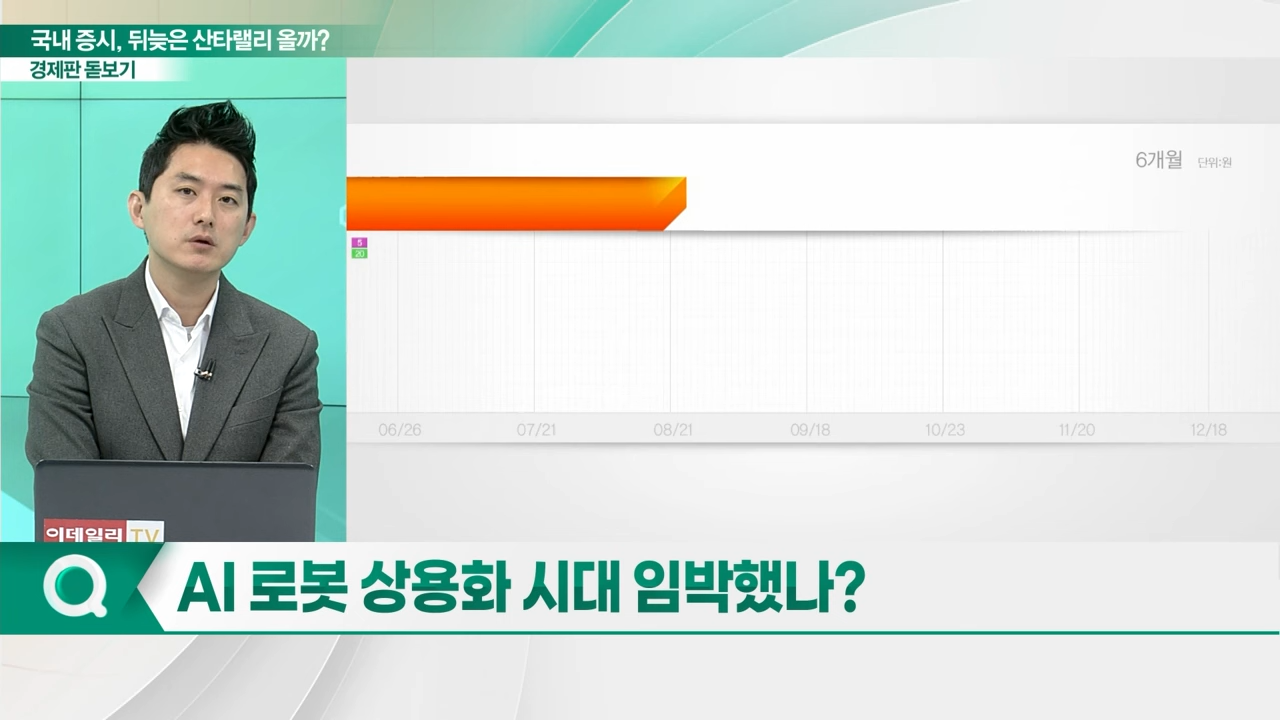 국내 증시, 뒤늦은 산타랠리 올까?
경제판 돋보기
6개월 단위:원
5
20
06/26 07/21 08/21 09/18 10/23 11/20 12/18
이데일리 TV
AI 로봇 상용화 시대 임박했나?